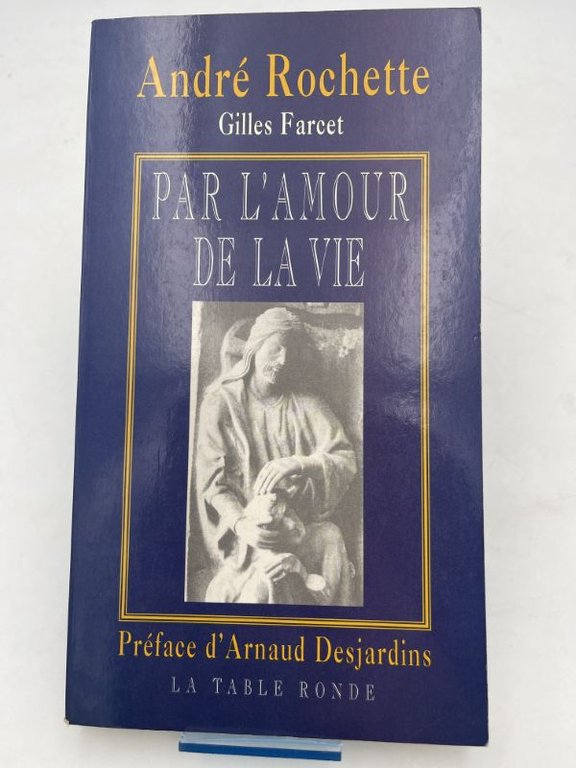 André Rochette
Gilles Farcet
PAR L'AMOUR
DE LA VIE
Préface d'Arnaud Desjardins
LA TABLE RONDE